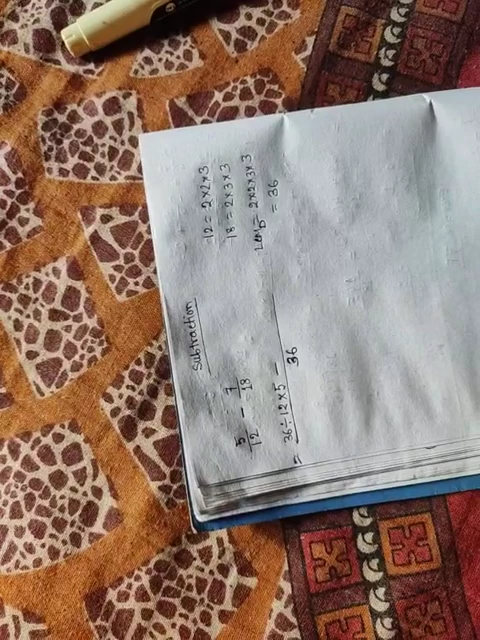 Subtraction
5/12 - 7/18
= 36÷12×5 -
36
12 = 2×2×3
18 = 2×3×3
= 2×2×3×3
= 36